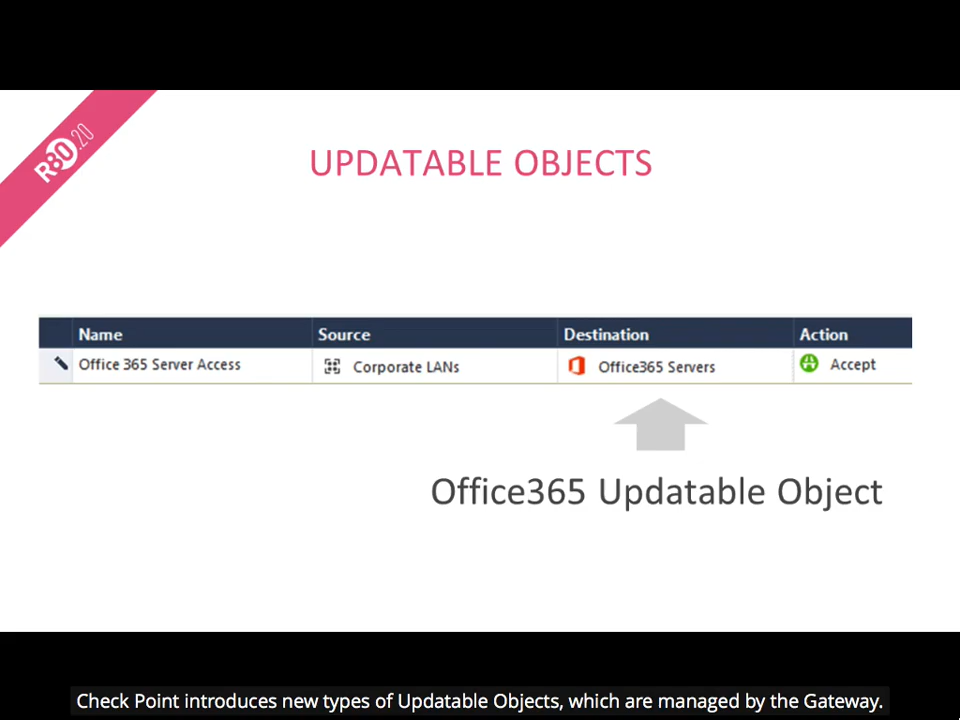 R80.20
UPDATABLE OBJECTS
Name Source Destination Action
Office 365 Server Access Corporate LANs Office365 Servers Accept
Office365 Updatable Object
Check Point introduces new types of Updatable Objects, which are managed by the Gateway.